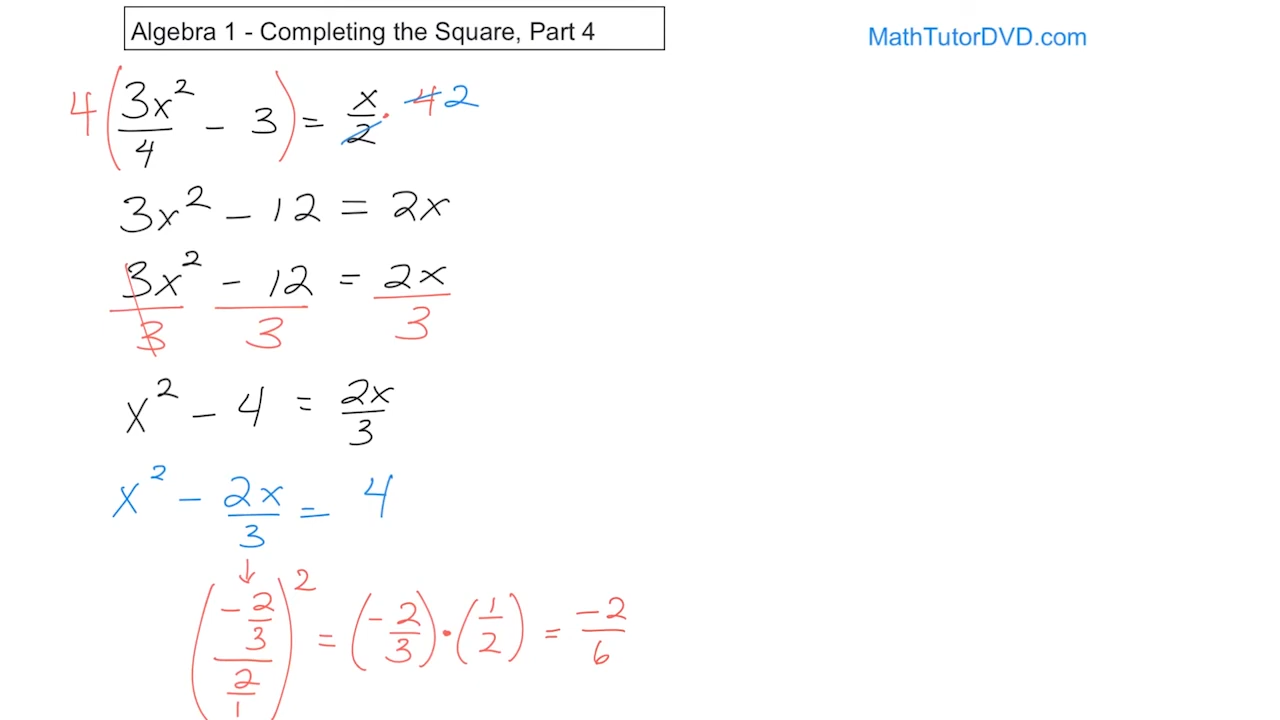 Algebra 1 - Completing the Square, Part 4
MathTutorDVD.com
4(3x²/4 - 3) = x/2 · 4 2
3x² - 12 = 2x
3x²/3 - 12/3 = 2x/3
x² - 4 = 2x/3
x² - 2x/3 = 4
↓
((-2/3)/(2/1))² = (-2/3)·(1/2) = -2/6